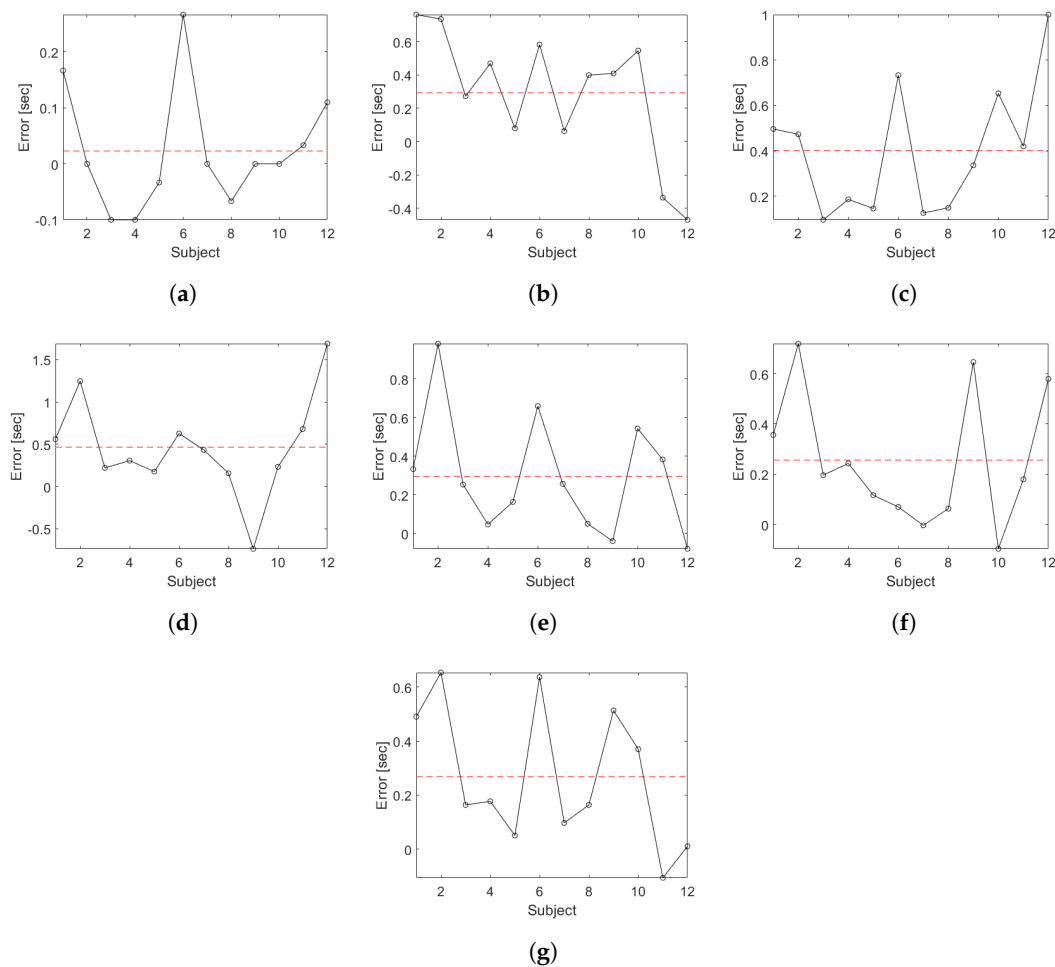 0.2
0.1
0
-0.1
Error [sec]
2 4 6 8 10 12
Subject
(a)
0.6
0.4
0.2
0
-0.2
-0.4
Error [sec]
2 4 6 8 10 12
Subject
(b)
1
0.8
0.6
0.4
0.2
Error [sec]
2 4 6 8 10 12
Subject
(c)
1.5
1
0.5
0
-0.5
Error [sec]
2 4 6 8 10 12
Subject
(d)
0.8
0.6
0.4
0.2
0
Error [sec]
2 4 6 8 10 12
Subject
(e)
0.6
0.4
0.2
0
Error [sec]
2 4 6 8 10 12
Subject
(f)
0.6
0.4
0.2
0
Error [sec]
2 4 6 8 10 12
Subject
(g)